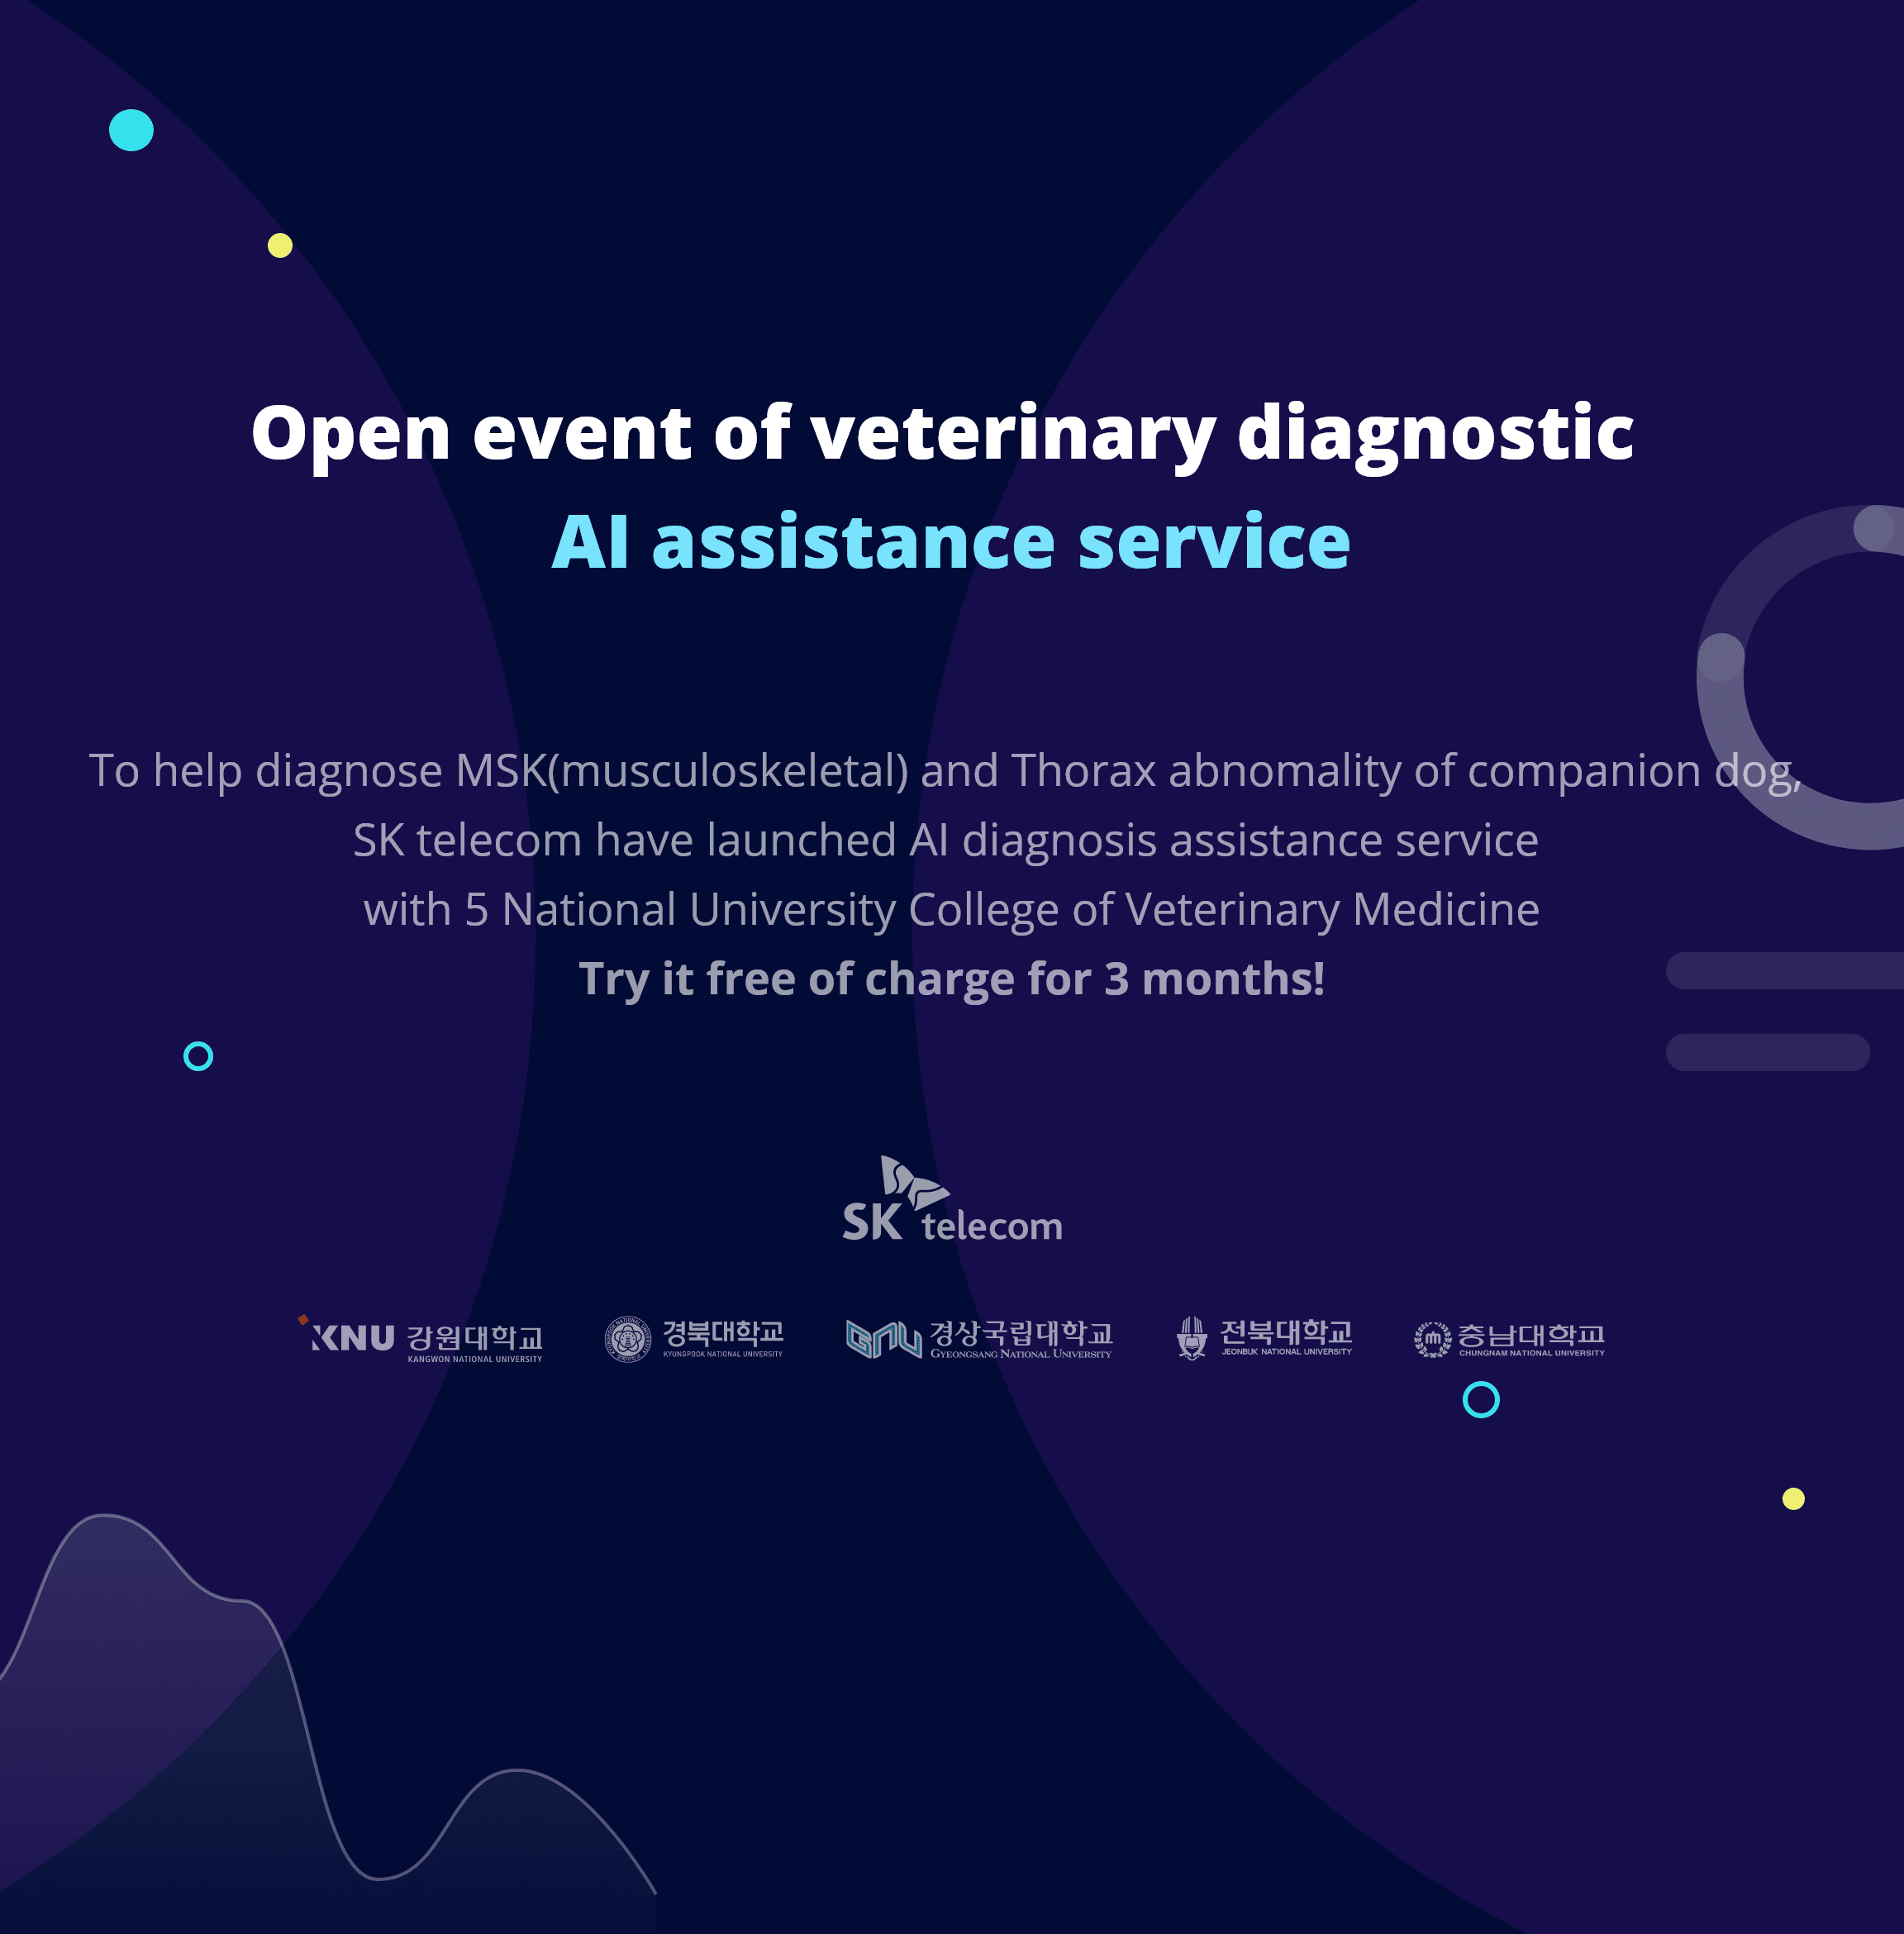 Open event of veterinary diagnostic
AI assistance service
To help diagnose MSK(musculoskeletal) and Thorax abnomality of companion dog,
SK telecom have launched AI diagnosis assistance service
with 5 National University College of Veterinary Medicine
Try it free of charge for 3 months!
SK telecom
KNU 강원대학교
KANGWON NATIONAL UNIVERSITY
경북대학교
KYUNGPOOK NATIONAL UNIVERSITY
GNU 경상국립대학교
GYEONGSANG NATIONAL UNIVERSITY
전북대학교
JEONBUK NATIONAL UNIVERSITY
충남대학교
CHUNGNAM NATIONAL UNIVERSITY